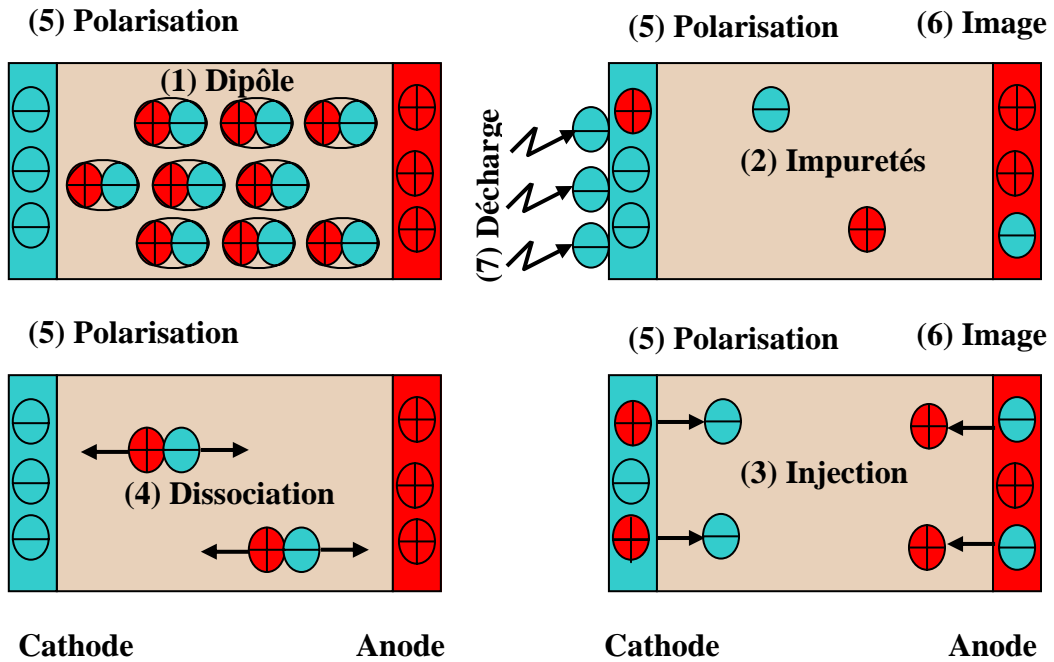 (5) Polarisation
(5) Polarisation
(6) Image
(1) Dipôle
(7) Décharge
(2) Impuretés
(5) Polarisation
(5) Polarisation
(6) Image
(4) Dissociation
(3) Injection
Cathode
Anode
Cathode
Anode